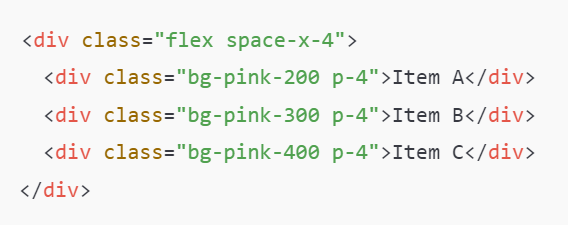 <div class="flex space-x-4">
  <div class="bg-pink-200 p-4">Item A</div>
  <div class="bg-pink-300 p-4">Item B</div>
  <div class="bg-pink-400 p-4">Item C</div>
</div>